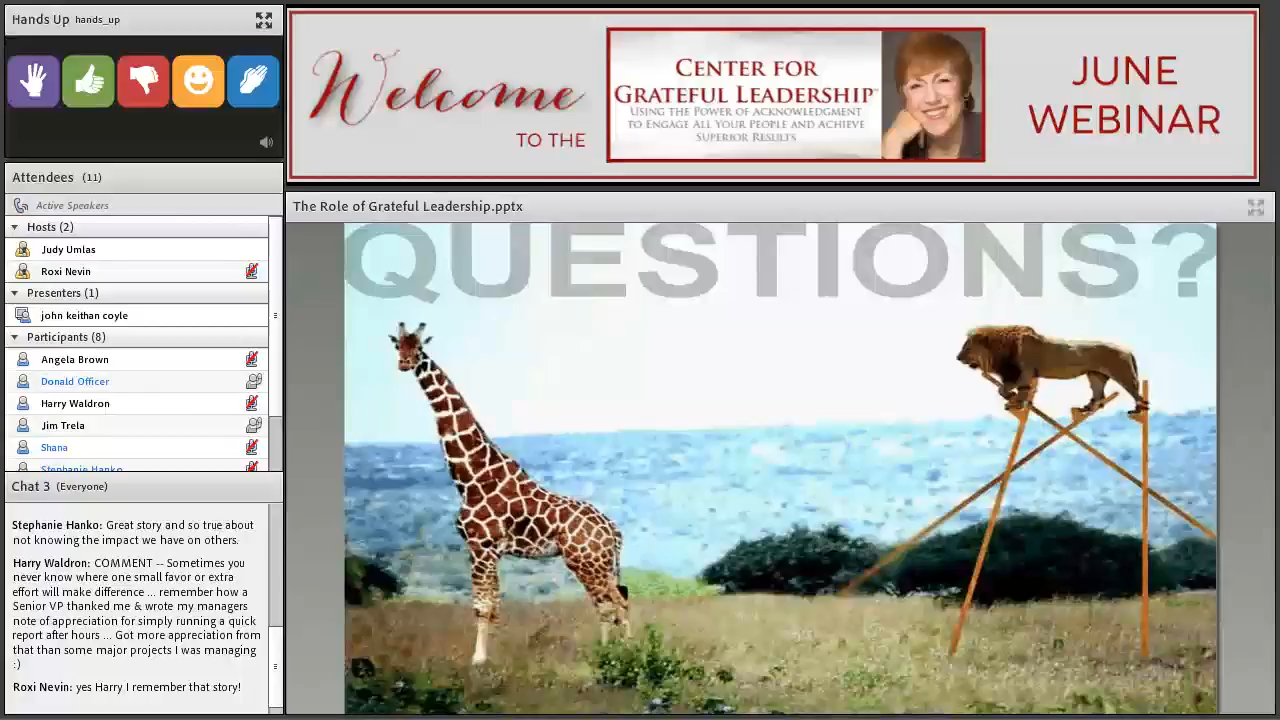 Hands Up hands_up
Attendees (11)
Active Speakers
Hosts (2)
Judy Umlas
Roxi Nevin
Presenters (1)
john keithan coyle
Participants (8)
Angela Brown
Donald Officer
Harry Waldron
Jim Trela
Shana
Stephanie Hanko
Chat 3 (Everyone)
Stephanie Hanko: Great story and so true about
not knowing the impact we have on others.
Harry Waldron: COMMENT -- Sometimes you
never know where one small favor or extra
effort will make difference ... remember how a
Senior VP thanked me & wrote my managers
note of appreciation for simply running a quick
report after hours ... Got more appreciation from
that than some major projects I was managing
:)
Roxi Nevin: yes Harry I remember that story!
Welcome
TO THE
CENTER FOR
GRATEFUL LEADERSHIP™
USING THE POWER OF ACKNOWLEDGMENT
TO ENGAGE ALL YOUR PEOPLE AND ACHIEVE
SUPERIOR RESULTS
JUNE
WEBINAR
The Role of Grateful Leadership.pptx
QUESTIONS?